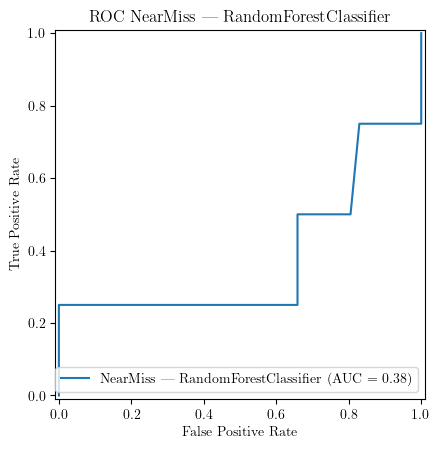 ROC NearMiss — RandomForestClassifier
1.0
0.8
0.6
0.4
0.2
0.0
True Positive Rate
NearMiss — RandomForestClassifier (AUC = 0.38)
0.0 0.2 0.4 0.6 0.8 1.0
False Positive Rate